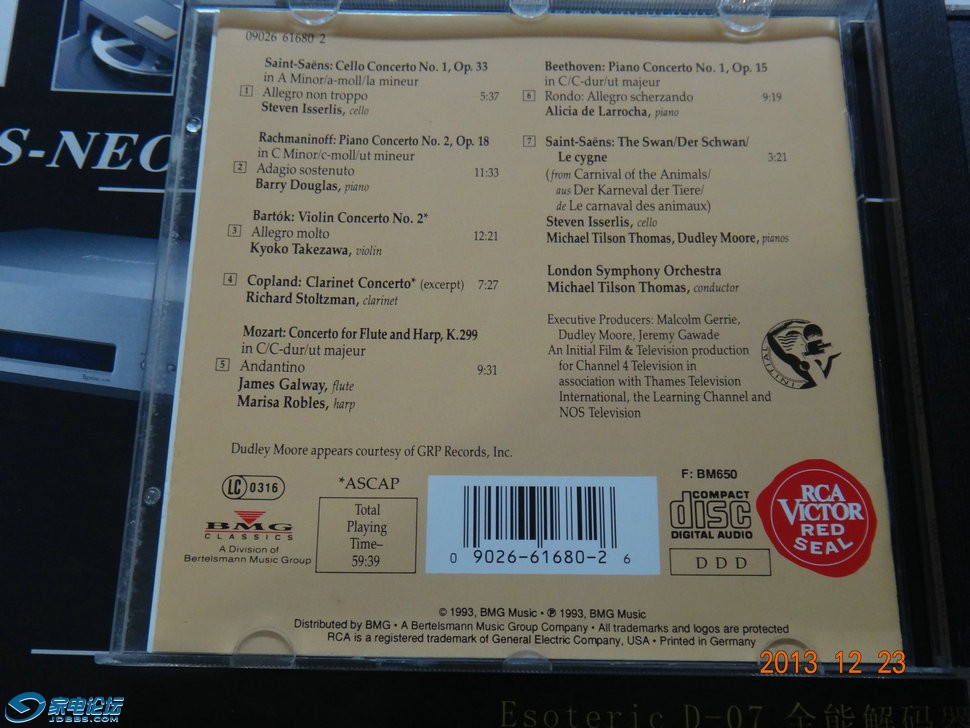 09026 61680 2
Saint-Saëns: Cello Concerto No. 1, Op. 33
in A Minor/a-moll/la mineur
1 Allegro non troppo 5:37
Steven Isserlis, cello
Rachmaninoff: Piano Concerto No. 2, Op. 18
in C Minor/c-moll/ut mineur
2 Adagio sostenuto 11:33
Barry Douglas, piano
Bartók: Violin Concerto No. 2*
3 Allegro molto 12:21
Kyoko Takezawa, violin
4 Copland: Clarinet Concerto* (excerpt) 7:27
Richard Stoltzman, clarinet
Mozart: Concerto for Flute and Harp, K.299
in C/C-dur/ut majeur
5 Andantino 9:31
James Galway, flute
Marisa Robles, harp
Beethoven: Piano Concerto No. 1, Op. 15
in C/C-dur/ut majeur
6 Rondo: Allegro scherzando 9:19
Alicia de Larrocha, piano
7 Saint-Saëns: The Swan/Der Schwan/
Le cygne 3:21
(from Carnival of the Animals/
aus Der Karneval der Tiere/
de Le carnaval des animaux)
Steven Isserlis, cello
Michael Tilson Thomas, Dudley Moore, pianos
London Symphony Orchestra
Michael Tilson Thomas, conductor
Executive Producers: Malcolm Gerrie,
Dudley Moore, Jeremy Gawade
An Initial Film & Television production
for Channel 4 Television in
association with Thames Television
International, the Learning Channel and
NOS Television
INITIAL
Dudley Moore appears courtesy of GRP Records, Inc.
LC 0316
BMG
CLASSICS
A Division of
Bertelsmann Music Group
*ASCAP
Total
Playing
Time–
59:39
0 9026-61680-2 6
F: BM650
COMPACT
disc
DIGITAL AUDIO
DDD
RCA
VICTOR
RED
SEAL
© 1993, BMG Music • ℗ 1993, BMG Music
Distributed by BMG • A Bertelsmann Music Group Company • All trademarks and logos are protected
RCA is a registered trademark of General Electric Company, USA • Printed in Germany
S-NEO
2013 12 23
家电论坛
JDBBS.COM
Esoteric D-07 全能解码器